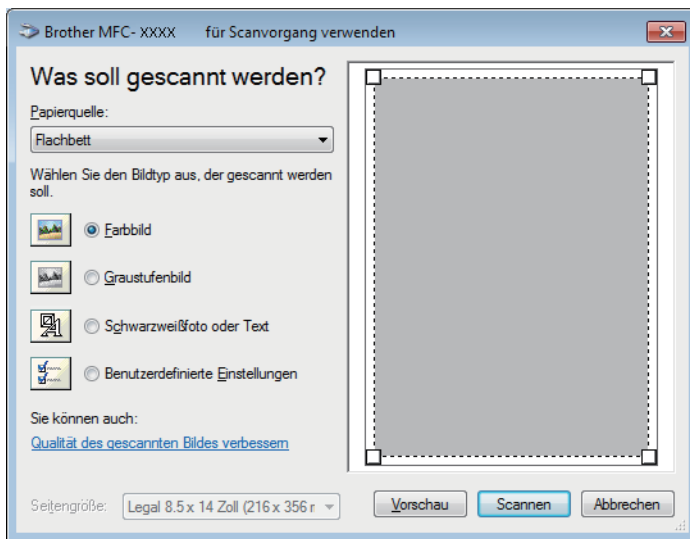 Brother MFC- XXXX für Scanvorgang verwenden
Was soll gescannt werden?
Papierquelle:
Flachbett
Wählen Sie den Bildtyp aus, der gescannt werden
soll.
Farbbild
Graustufenbild
Schwarzweißfoto oder Text
Benutzerdefinierte Einstellungen
Sie können auch:
Qualität des gescannten Bildes verbessern
Seitengröße: Legal 8.5 x 14 Zoll (216 x 356 r
Vorschau Scannen Abbrechen